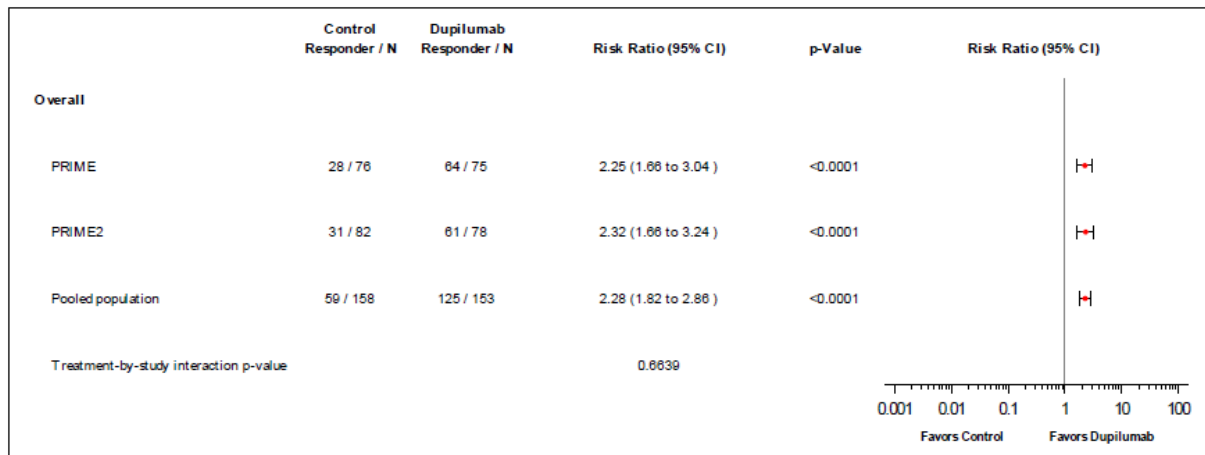 Control Dupilumab
Responder / N Responder / N Risk Ratio (95% CI) p-Value Risk Ratio (95% CI)
Overall
PRIME 28 / 76 64 / 75 2.25 (1.66 to 3.04 ) <0.0001
PRIME2 31 / 82 61 / 78 2.32 (1.66 to 3.24 ) <0.0001
Pooled population 59 / 158 125 / 153 2.28 (1.82 to 2.86 ) <0.0001
Treatment-by-study interaction p-value 0.6639
0.001 0.01 0.1 1 10 100
Favors Control Favors Dupilumab